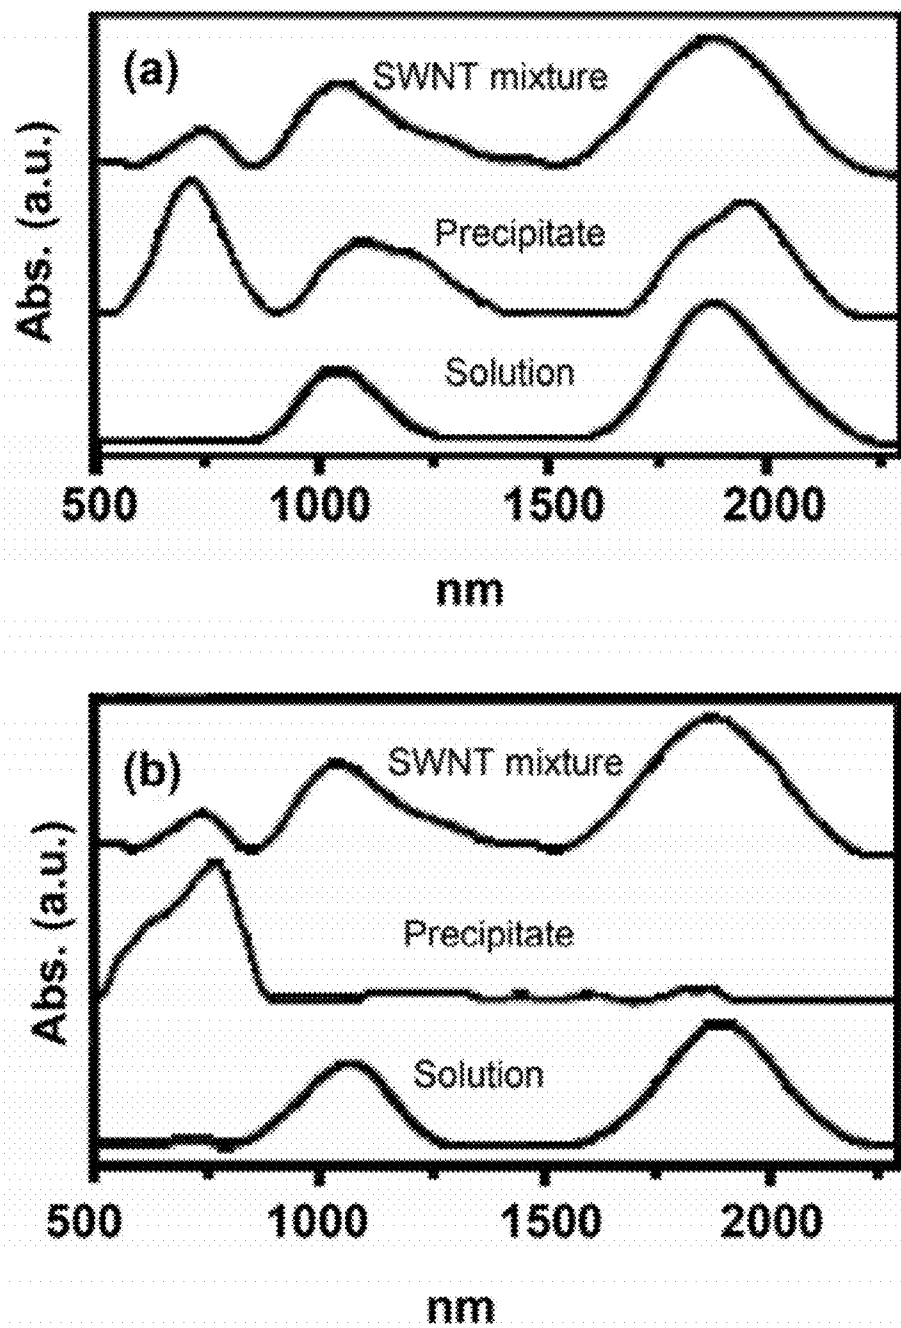 (a)
SWNT mixture
Precipitate
Solution
Abs. (a.u.)
500 1000 1500 2000
nm
(b)
SWNT mixture
Precipitate
Solution
Abs. (a.u.)
500 1000 1500 2000
nm